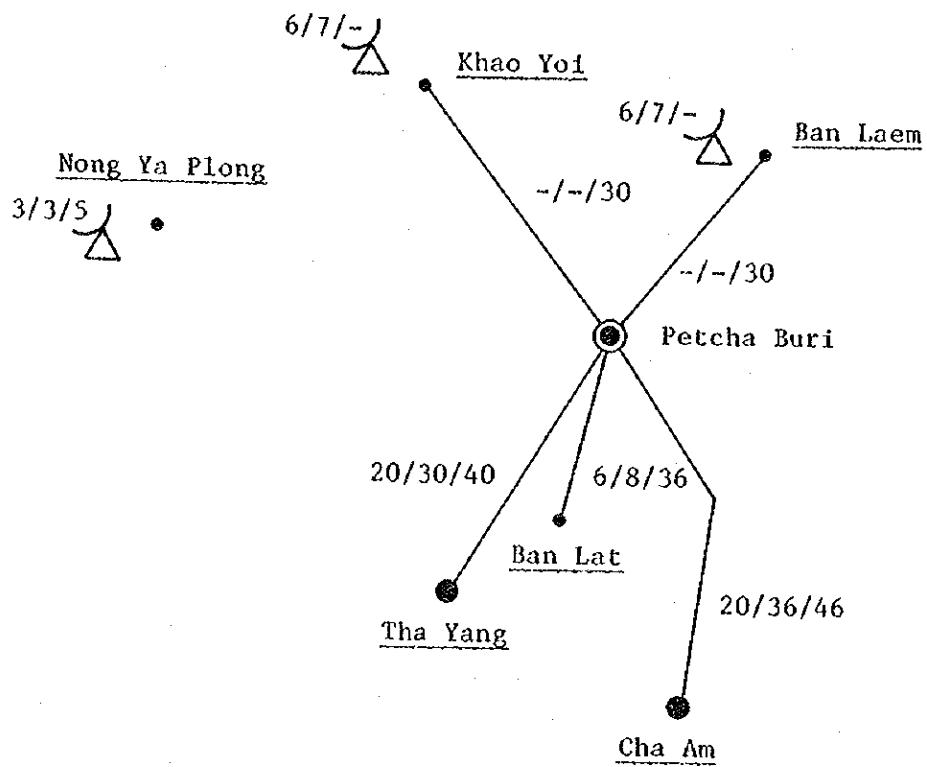 6/7/-
Khao Yoi
6/7/-
Ban Laem
Nong Ya Plong
3/3/5
-/-/30
-/-/30
Petcha Buri
20/30/40
6/8/36
Ban Lat
20/36/46
Tha Yang
Cha Am